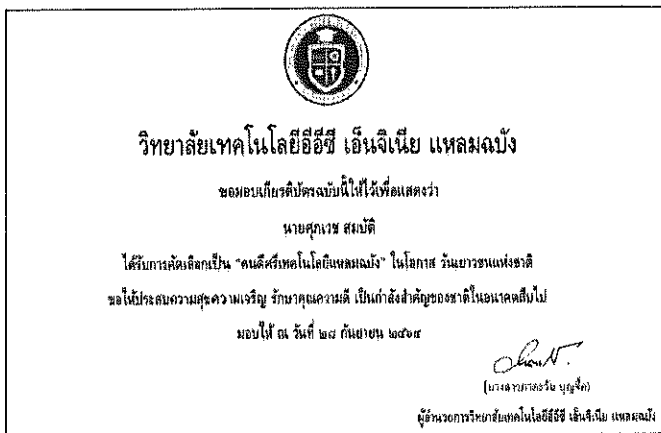 วิทยาลัยเทคโนโลยีอีอีซี เอ็นจิเนีย แหลมฉบัง
ขอมอบเกียรติบัตรฉบับนี้ให้ไว้เพื่อแสดงว่า
นายศุภเวช สมบัติ
ได้รับการคัดเลือกเป็น "คนดีศรีเทคโนโลยีแหลมฉบัง" ในโอกาส วันเยาวชนแห่งชาติ
ขอให้ประสบความสุขความเจริญ รักษาคุณความดี เป็นกำลังสำคัญของชาติในอนาคตสืบไป
มอบให้ ณ วันที่ ๒๘ กันยายน ๒๕๖๔
บุญจี๊ด)
ผู้อำนวยการวิทยาลัยเทคโนโลยีอีอีซี เอ็นจิเนีย แหลมฉบัง